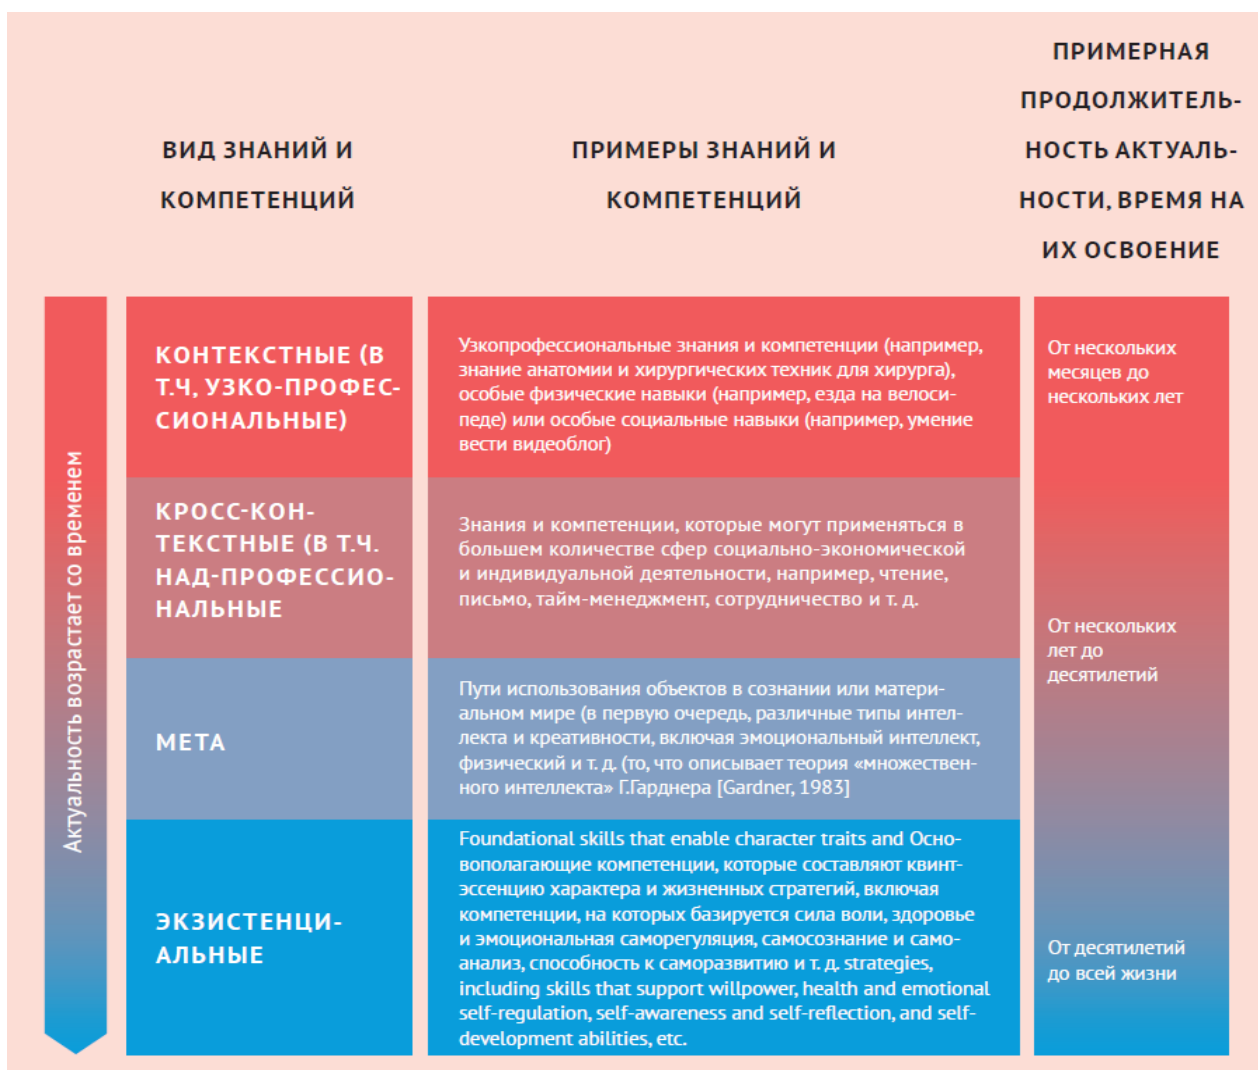 ВИД ЗНАНИЙ И
КОМПЕТЕНЦИЙ
ПРИМЕРЫ ЗНАНИЙ И
КОМПЕТЕНЦИЙ
ПРИМЕРНАЯ
ПРОДОЛЖИТЕЛЬ-
НОСТЬ АКТУАЛЬ-
НОСТИ, ВРЕМЯ НА
ИХ ОСВОЕНИЕ
Актуальность возрастает со временем
КОНТЕКСТНЫЕ (В
Т.Ч, УЗКО-ПРОФЕС-
СИОНАЛЬНЫЕ)
Узкопрофессиональные знания и компетенции (например,
знание анатомии и хирургических техник для хирурга),
особые физические навыки (например, езда на велоси-
педе) или особые социальные навыки (например, умение
вести видеоблог)
От нескольких
месяцев до
нескольких лет
КРОСС-КОН-
ТЕКСТНЫЕ (В Т.Ч.
НАД-ПРОФЕССИО-
НАЛЬНЫЕ
Знания и компетенции, которые могут применяться в
большем количестве сфер социально-экономической
и индивидуальной деятельности, например, чтение,
письмо, тайм-менеджмент, сотрудничество и т. д.
От нескольких
лет до
десятилетий
МЕТА
Пути использования объектов в сознании или матери-
альном мире (в первую очередь, различные типы интел-
лекта и креативности, включая эмоциональный интеллект,
физический и т. д. (то, что описывает теория «множествен-
ного интеллекта» Г.Гарднера [Gardner, 1983]
ЭКЗИСТЕНЦИ-
АЛЬНЫЕ
Foundational skills that enable character traits and Осно-
вополагающие компетенции, которые составляют квинт-
эссенцию характера и жизненных стратегий, включая
компетенции, на которых базируется сила воли, здоровье
и эмоциональная саморегуляция, самосознание и само-
анализ, способность к саморазвитию и т. д. strategies,
including skills that support willpower, health and emotional
self-regulation, self-awareness and self-reflection, and self-
development abilities, etc.
От десятилетий
до всей жизни